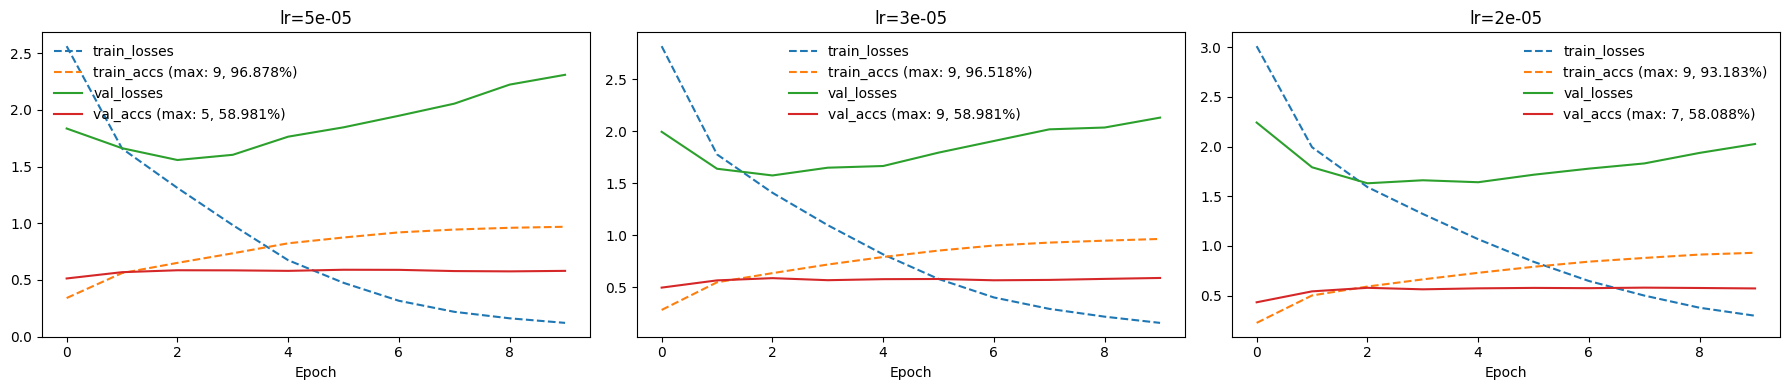 lr=5e-05
train_losses
train_accs (max: 9, 96.878%)
val_losses
val_accs (max: 5, 58.981%)
2.5
2.0
1.5
1.0
0.5
0.0
0 2 4 6 8
Epoch
lr=3e-05
train_losses
train_accs (max: 9, 96.518%)
val_losses
val_accs (max: 9, 58.981%)
2.5
2.0
1.5
1.0
0.5
0 2 4 6 8
Epoch
lr=2e-05
train_losses
train_accs (max: 9, 93.183%)
val_losses
val_accs (max: 7, 58.088%)
3.0
2.5
2.0
1.5
1.0
0.5
0 2 4 6 8
Epoch